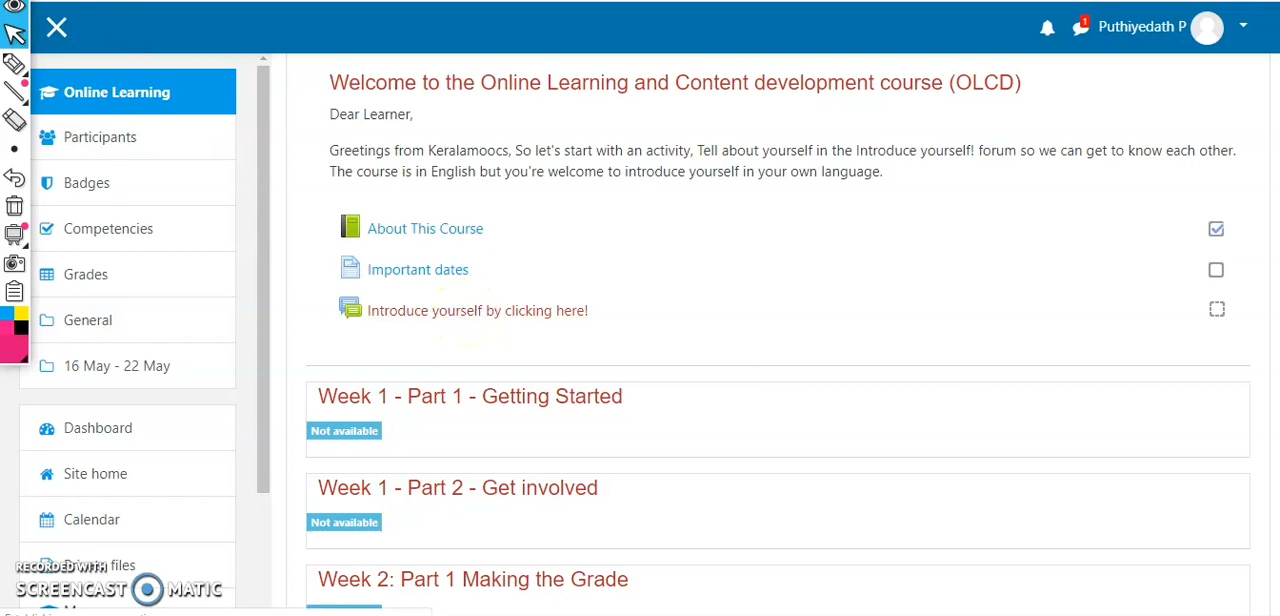 1
Puthiyedath P
Online Learning
Participants
Badges
Competencies
Grades
General
16 May - 22 May
Dashboard
Site home
Calendar
files
RECORDED WITH
SCREENCAST MATIC
Welcome to the Online Learning and Content development course (OLCD)
Dear Learner,
Greetings from Keralamoocs, So let's start with an activity, Tell about yourself in the Introduce yourself! forum so we can get to know each other.
The course is in English but you're welcome to introduce yourself in your own language.
About This Course
Important dates
Introduce yourself by clicking here!
Week 1 - Part 1 - Getting Started
Not available
Week 1 - Part 2 - Get involved
Not available
Week 2: Part 1 Making the Grade